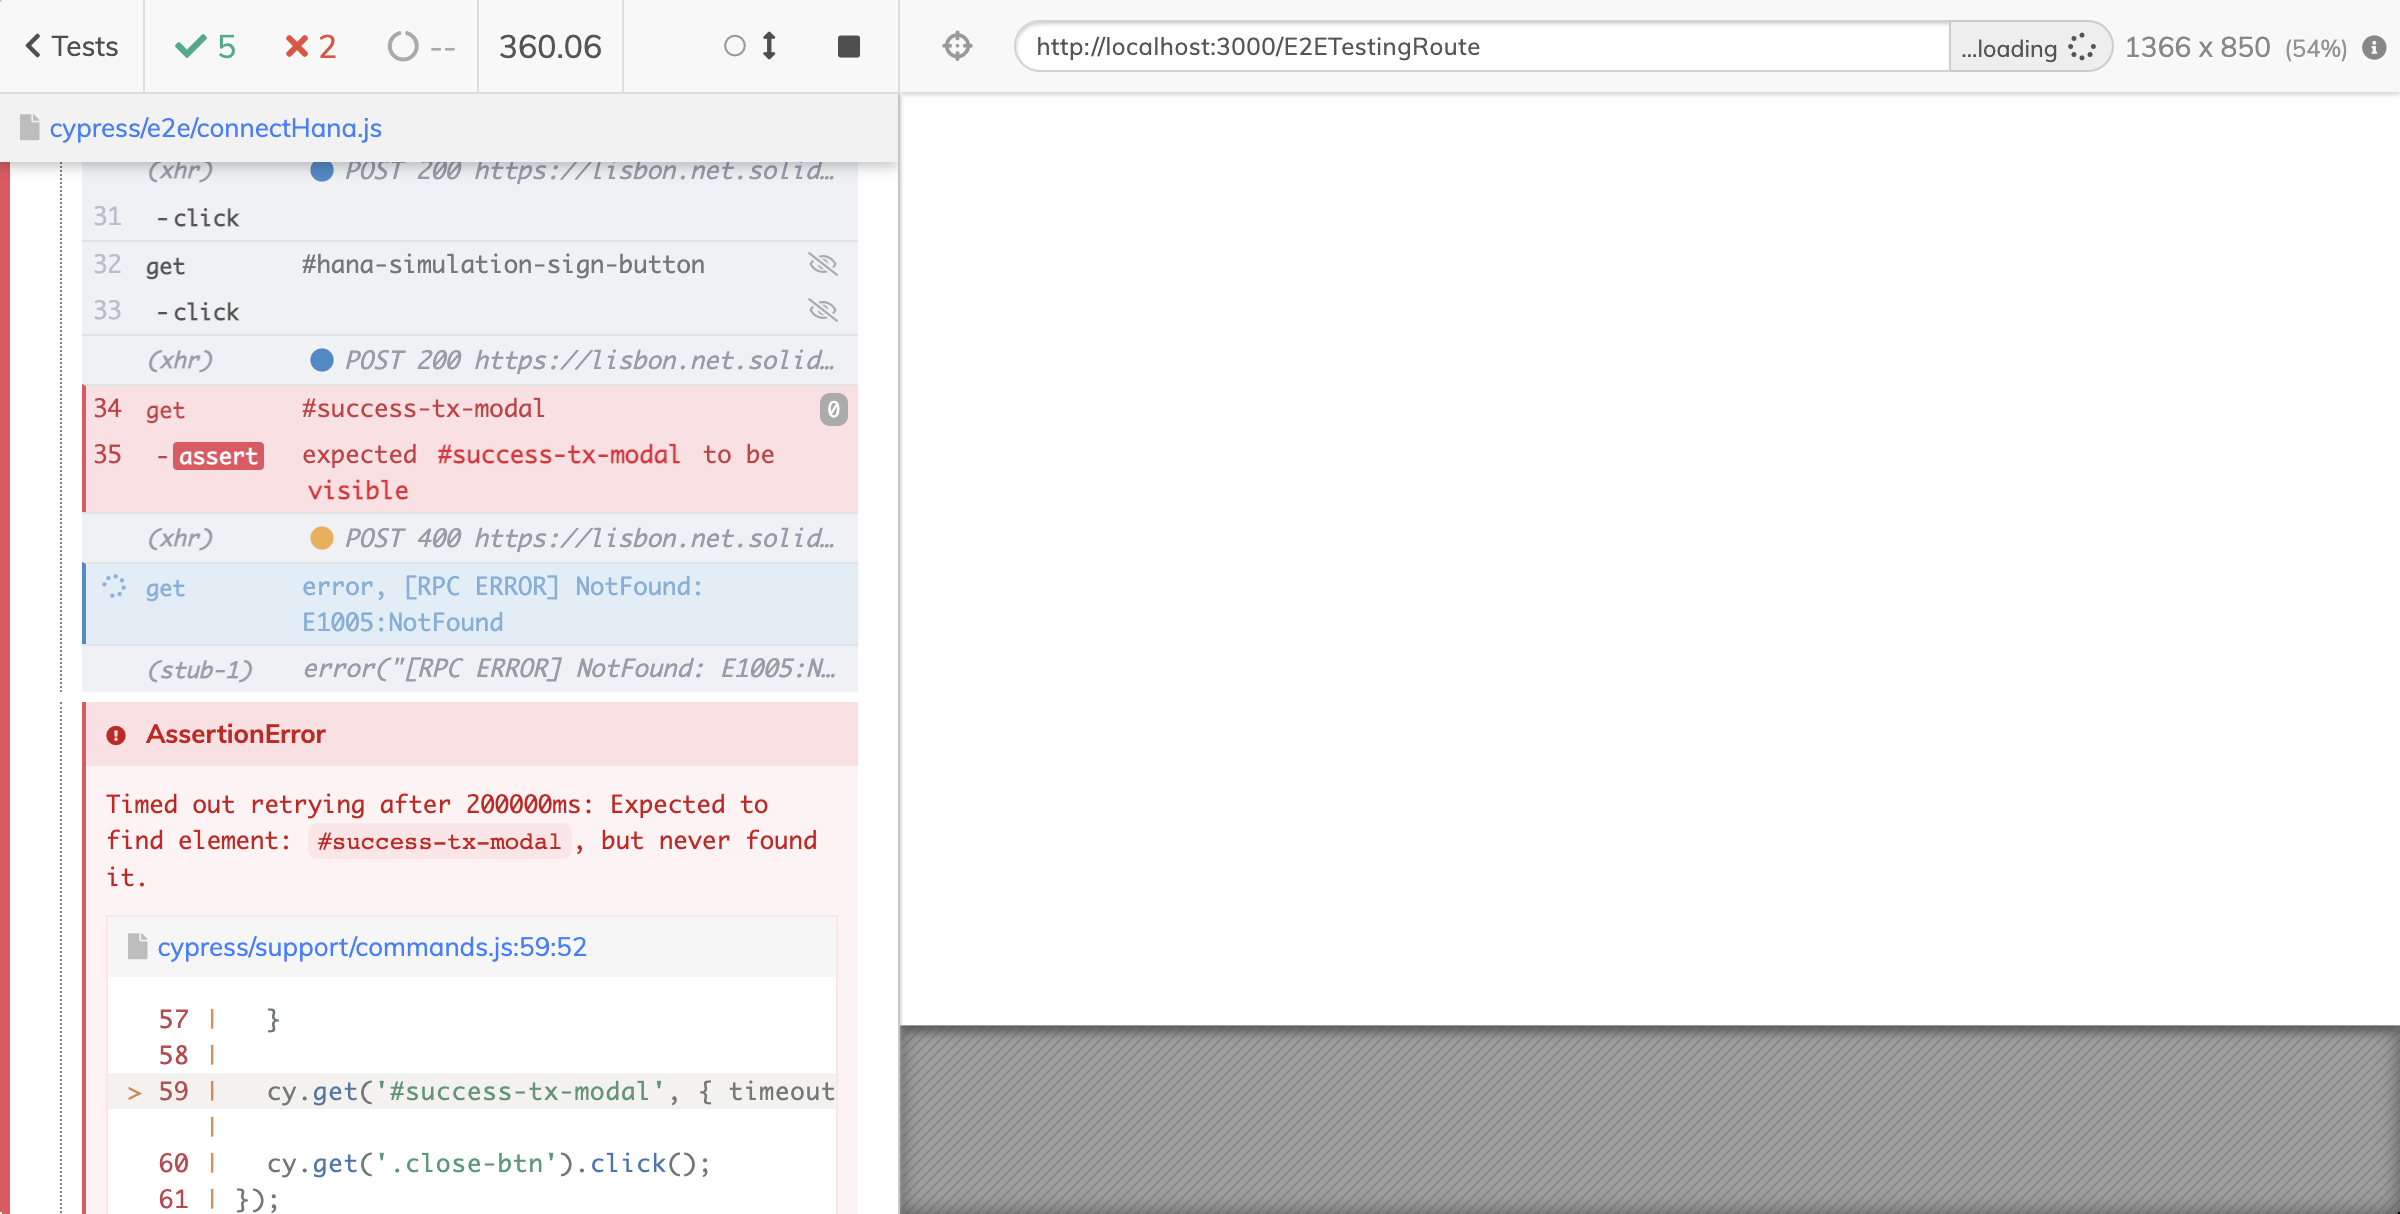 Tests 5 2 -- 360.06
http://localhost:3000/E2ETestingRoute ...loading 1366 x 850 (54%)
cypress/e2e/connectHana.js
(xhr) POST 200 https://lisbon.net.solid…
31 -click
32 get #hana-simulation-sign-button
33 -click
(xhr) POST 200 https://lisbon.net.solid…
34 get #success-tx-modal 0
35 -assert expected #success-tx-modal to be
visible
(xhr) POST 400 https://lisbon.net.solid…
get error, [RPC ERROR] NotFound:
E1005:NotFound
(stub-1) error("[RPC ERROR] NotFound: E1005:N…
AssertionError
Timed out retrying after 200000ms: Expected to
find element: #success-tx-modal, but never found
it.
cypress/support/commands.js:59:52
57 | }
58 |
> 59 | cy.get('#success-tx-modal', { timeout
|
60 | cy.get('.close-btn').click();
61 | });